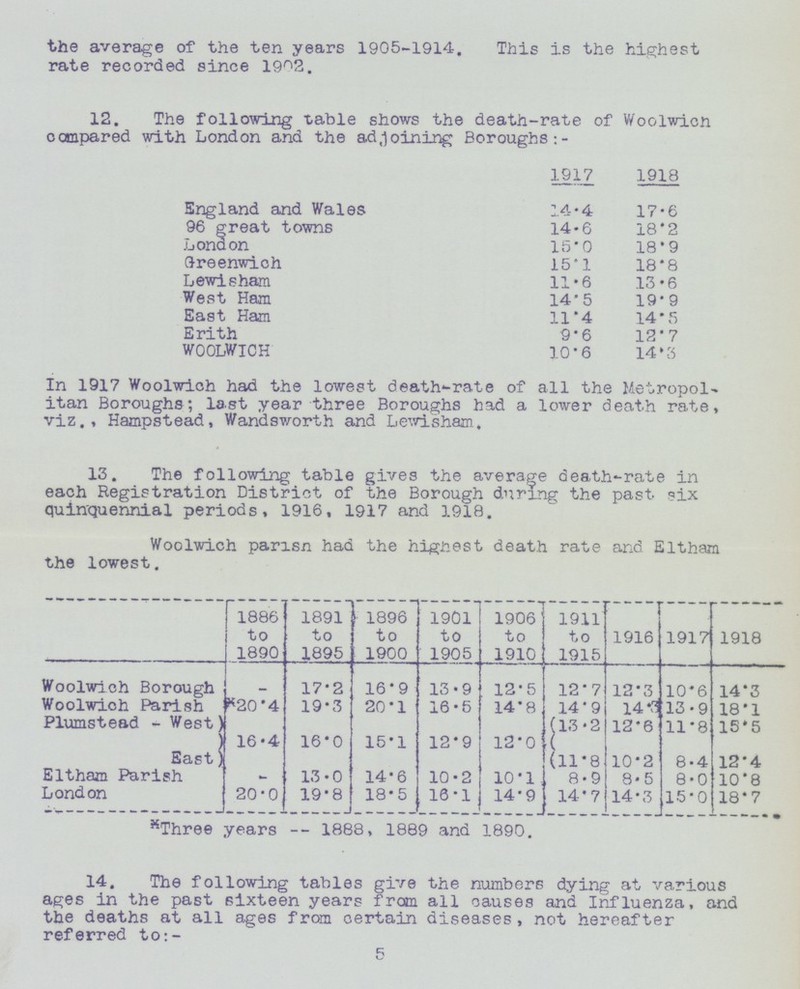 the average of the ten years 1905-1914. This is the highest
rate recorded since 1902.
12. The following table shows the death-rate of Woolwich
compared with London and the adjoining Boroughs:-
1917 1918
England and Wales 14·4 17·6
96 great towns 14·6 18·2
London 15·0 18·9
Greenwich 15·1 18·8
Lewisham 11·6 13·6
West Ham 14·5 19·9
East Ham 11·4 14·5
Erith 9·6 12·7
WOOLWICH 10·6 14·3
In 1917 Woolwich had the lowest death-rate of all the Metropol-
itan Boroughs; last year three Boroughs had a lower death rate,
viz., Hampstead, Wandsworth and Lewisham.
13. The following table gives the average death-rate in
each Registration District of the Borough during the past six
quinquennial periods, 1916, 1917 and 1918.
Woolwich parish had the highest death rate and Eltham
the lowest.
1886 1891 1896 1901 1906 1911
to to to to to to 1916 1917 1918
1890 1895 1900 1905 1910 1915
Woolwich Borough - 17·2 16·9 13·9 12·5 12·7 12·3 10·6 14·3
Woolwich Parish *20·4 19·3 20·1 16·5 14·8 14·9 14·3 13·9 18·1
Plumstead - West) (13·2 12·6 11·8 15·5
) 16·4 16·0 15·1 12·9 12·0 (
East) (11·8 10·2 8.4 12·4
Eltham Parish - 13·0 14·6 10·2 10·1 8·9 8·5 8·0 10·8
London 20·0 19·8 18·5 16·1 14·9 14·7 14·3 15·0 18·7
*Three years -- 1888, 1889 and 1890.
14. The following tables give the numbers dying at various
ages in the past sixteen years from all causes and Influenza, and
the deaths at all ages from certain diseases, not hereafter
referred to:-
5